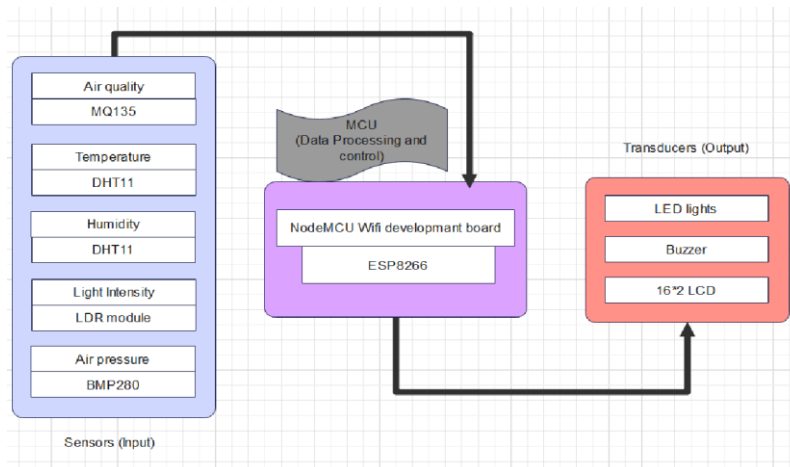 Air quality
MQ135
Temperature
DHT11
Humidity
DHT11
Light Intensity
LDR module
Air pressure
BMP280
Sensors (Input)
MCU
(Data Processing and
control)
NodeMCU Wifi developmant board
ESP8266
Transducers (Output)
LED lights
Buzzer
16*2 LCD